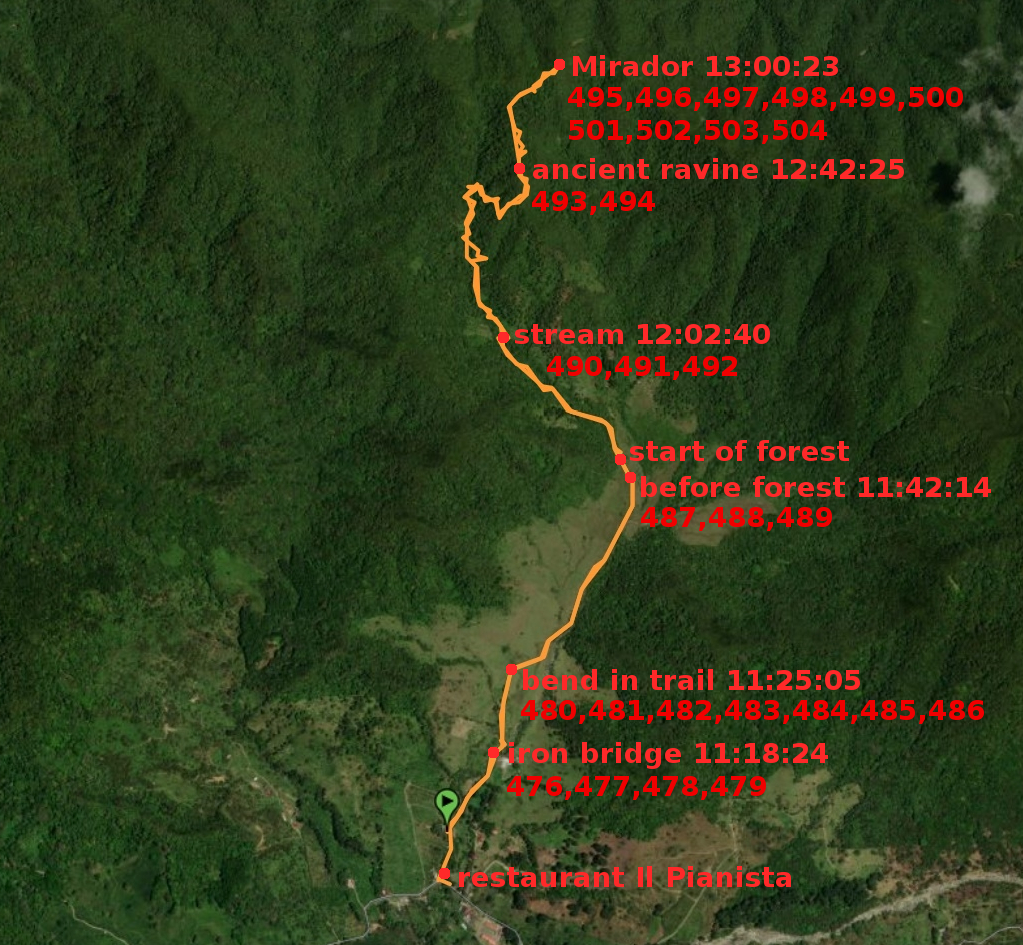 Mirador 13:00:23
495,496,497,498,499,500
501,502,503,504
ancient ravine 12:42:25
493,494
stream 12:02:40
490,491,492
start of forest
before forest 11:42:14
487,488,489
bend in trail 11:25:05
480,481,482,483,484,485,486
iron bridge 11:18:24
476,477,478,479
restaurant Il Pianista